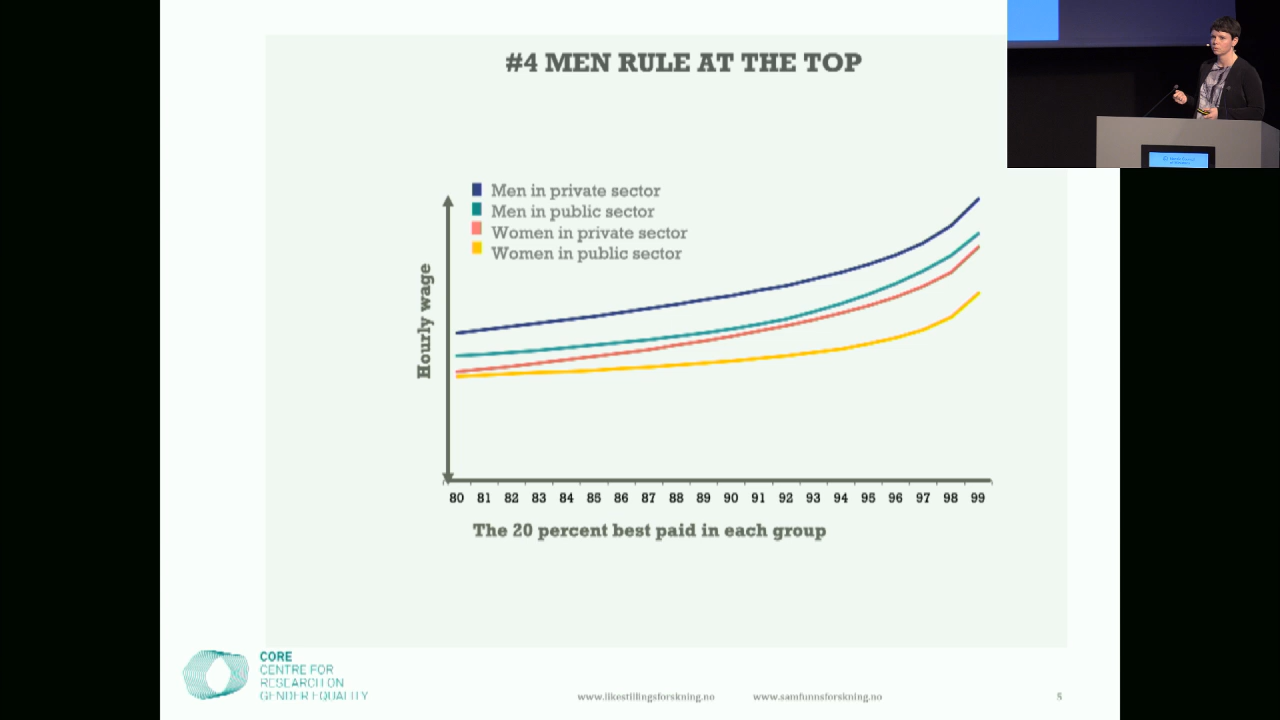 #4 MEN RULE AT THE TOP
Men in private sector
Men in public sector
Women in private sector
Women in public sector
Hourly wage
80 81 82 83 84 85 86 87 88 89 90 91 92 93 94 95 96 97 98 99
The 20 percent best paid in each group
CORE
CENTRE FOR
RESEARCH ON
GENDER EQUALITY
www.likestillingsforskning.no www.samfunnsforskning.no 5